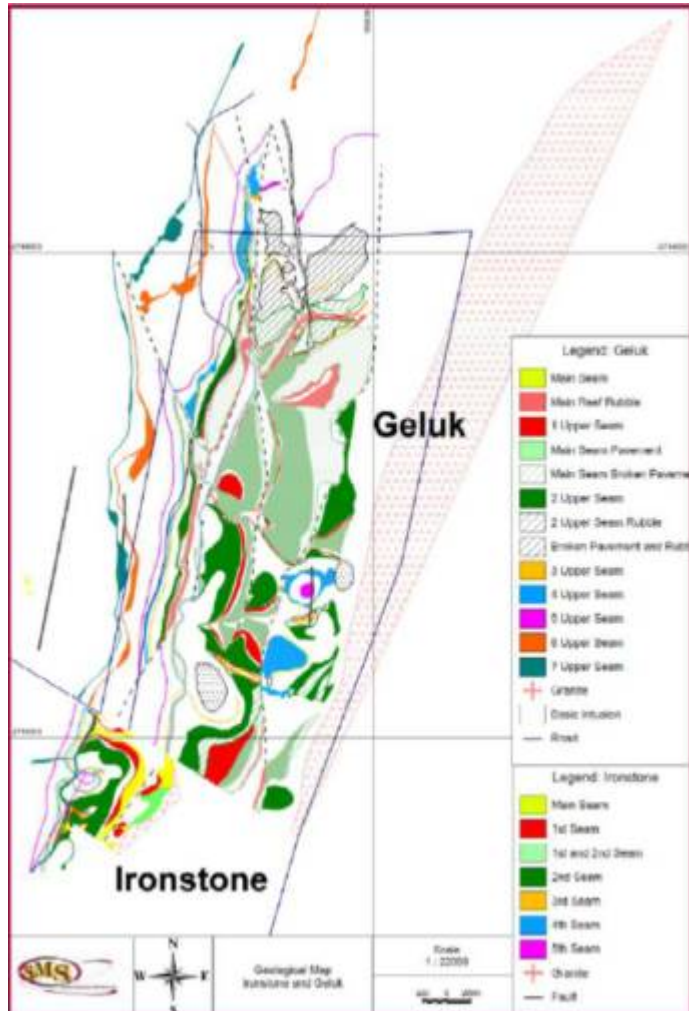 Geluk
Ironstone
Legend: Geluk
Main Seam
Main Reef Rubble
1 Upper Seam
Main Seam Pavement
Main Seam Broken Paveme
2 Upper Seam
2 Upper Seam Rubble
Broken Pavement and Rubb
3 Upper Seam
4 Upper Seam
5 Upper Seam
6 Upper Seam
7 Upper Seam
Granite
Basic Intrusion
Road
Legend: Ironstone
Main Seam
1st Seam
1st and 2nd Seam
2nd Seam
3rd Seam
4th Seam
5th Seam
Granite
Fault
SMS
N
W
E
S
Geological Map
Ironstone and Geluk
Scale